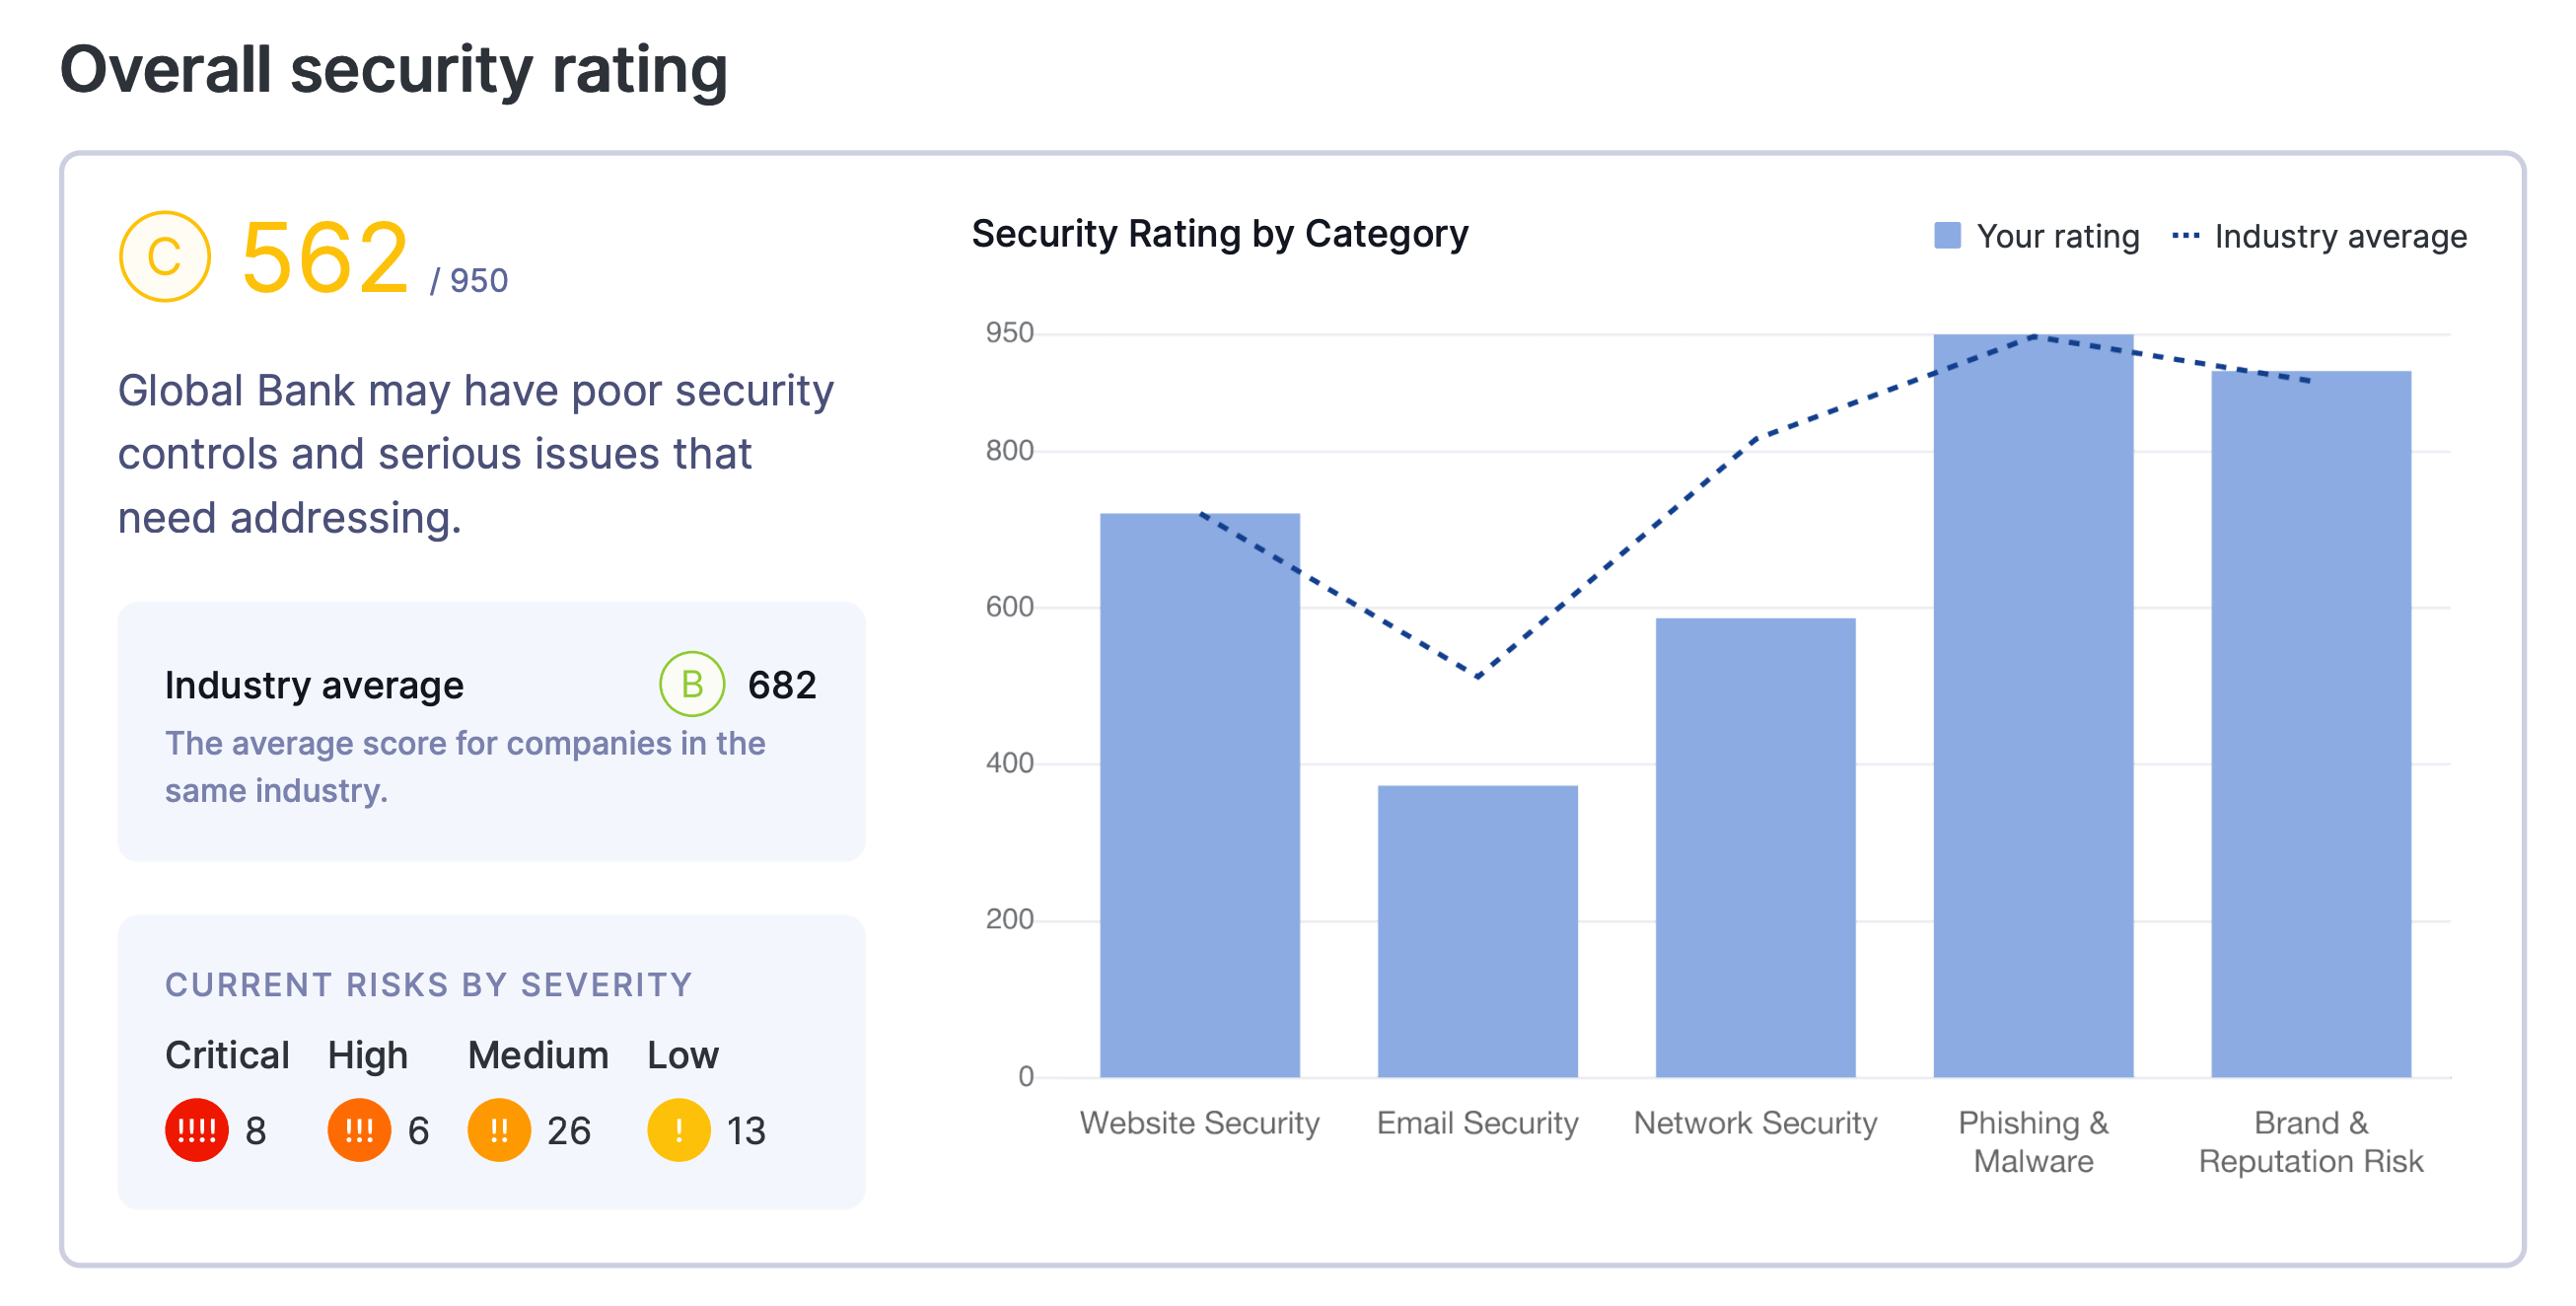 Overall security rating
C 562 / 950
Global Bank may have poor security
controls and serious issues that
need addressing.
Industry average B 682
The average score for companies in the
same industry.
CURRENT RISKS BY SEVERITY
Critical High Medium Low
!!!! 8 !!! 6 !! 26 ! 13
Security Rating by Category
Your rating Industry average
950
800
600
400
200
0
Website Security Email Security Network Security Phishing & Brand &
Malware Reputation Risk